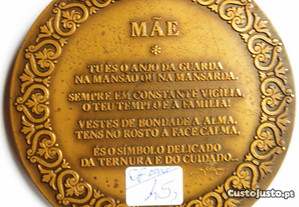 MÃE
*
TU ÉS O ANJO DA GUARDA
NA MANSÃO OU NA MANSARDA.
SEMPRE EM CONSTANTE VIGÍLIA,
O TEU TEMPLO É A FAMÍLIA!
VESTES DE BONDADE A ALMA,
TENS NO ROSTO A FACE CALMA.
ÉS O SÍMBOLO DELICADO
DA TERNURA E DO CUIDADO...
45,
Custojusto.pt